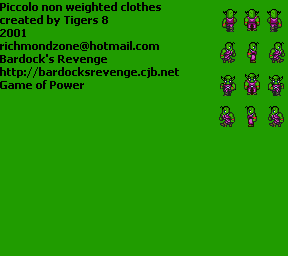 Piccolo non weighted clothes
created by Tigers 8
2001
richmondzone@hotmail.com
Bardock's Revenge
http://bardocksrevenge.cjb.net
Game of Power